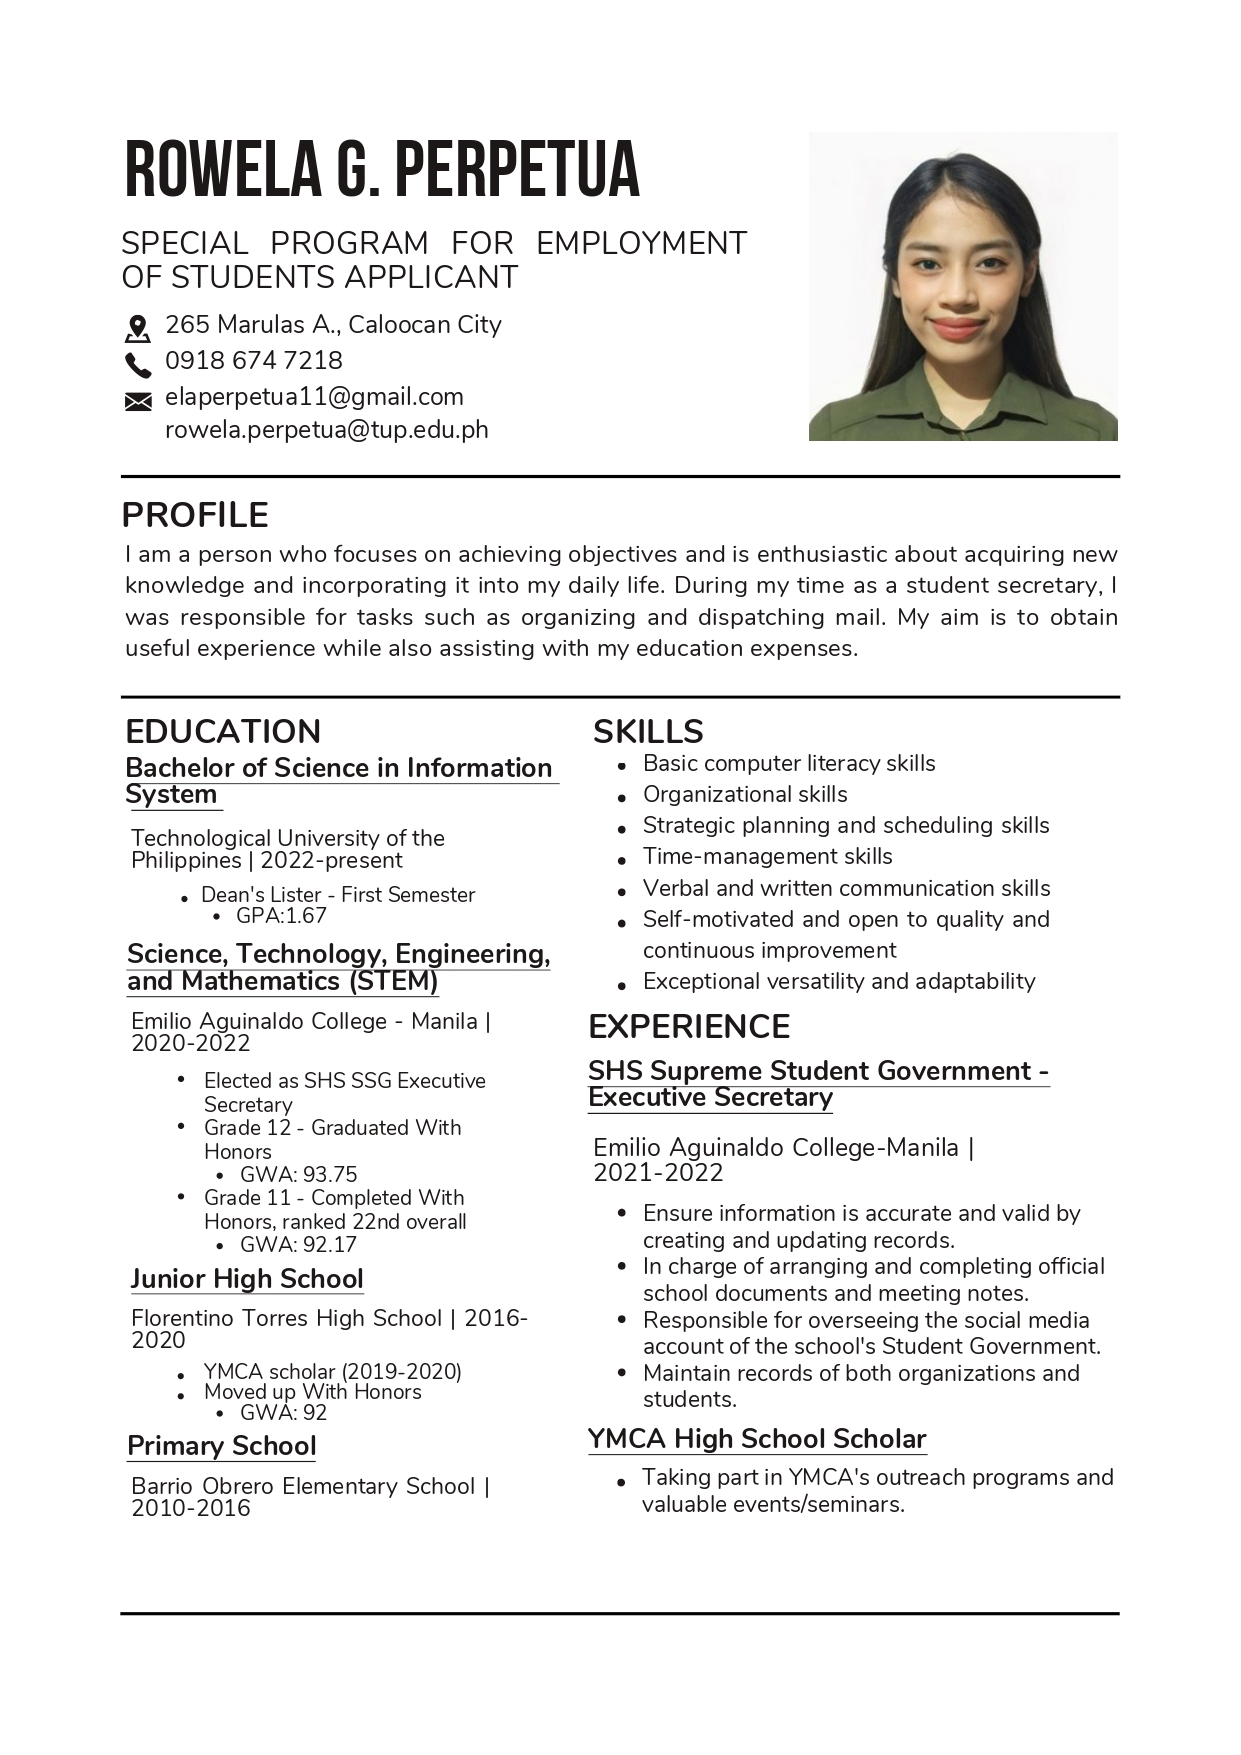 ROWELA G. PERPETUA
SPECIAL PROGRAM FOR EMPLOYMENT
OF STUDENTS APPLICANT
265 Marulas A., Caloocan City
0918 674 7218
elaperpetua11@gmail.com
rowela.perpetua@tup.edu.ph
PROFILE
I am a person who focuses on achieving objectives and is enthusiastic about acquiring new
knowledge and incorporating it into my daily life. During my time as a student secretary, I
was responsible for tasks such as organizing and dispatching mail. My aim is to obtain
useful experience while also assisting with my education expenses.
EDUCATION
Bachelor of Science in Information
System
Technological University of the
Philippines | 2022-present
• Dean's Lister - First Semester
• GPA:1.67
Science, Technology, Engineering,
and Mathematics (STEM)
Emilio Aguinaldo College - Manila |
2020-2022
• Elected as SHS SSG Executive
Secretary
• Grade 12 - Graduated With
Honors
• GWA: 93.75
• Grade 11 - Completed With
Honors, ranked 22nd overall
• GWA: 92.17
Junior High School
Florentino Torres High School | 2016-
2020
• YMCA scholar (2019-2020)
• Moved up With Honors
• GWA: 92
Primary School
Barrio Obrero Elementary School |
2010-2016
SKILLS
• Basic computer literacy skills
• Organizational skills
• Strategic planning and scheduling skills
• Time-management skills
• Verbal and written communication skills
• Self-motivated and open to quality and
continuous improvement
• Exceptional versatility and adaptability
EXPERIENCE
SHS Supreme Student Government -
Executive Secretary
Emilio Aguinaldo College-Manila |
2021-2022
• Ensure information is accurate and valid by
creating and updating records.
• In charge of arranging and completing official
school documents and meeting notes.
• Responsible for overseeing the social media
account of the school's Student Government.
• Maintain records of both organizations and
students.
YMCA High School Scholar
• Taking part in YMCA's outreach programs and
valuable events/seminars.